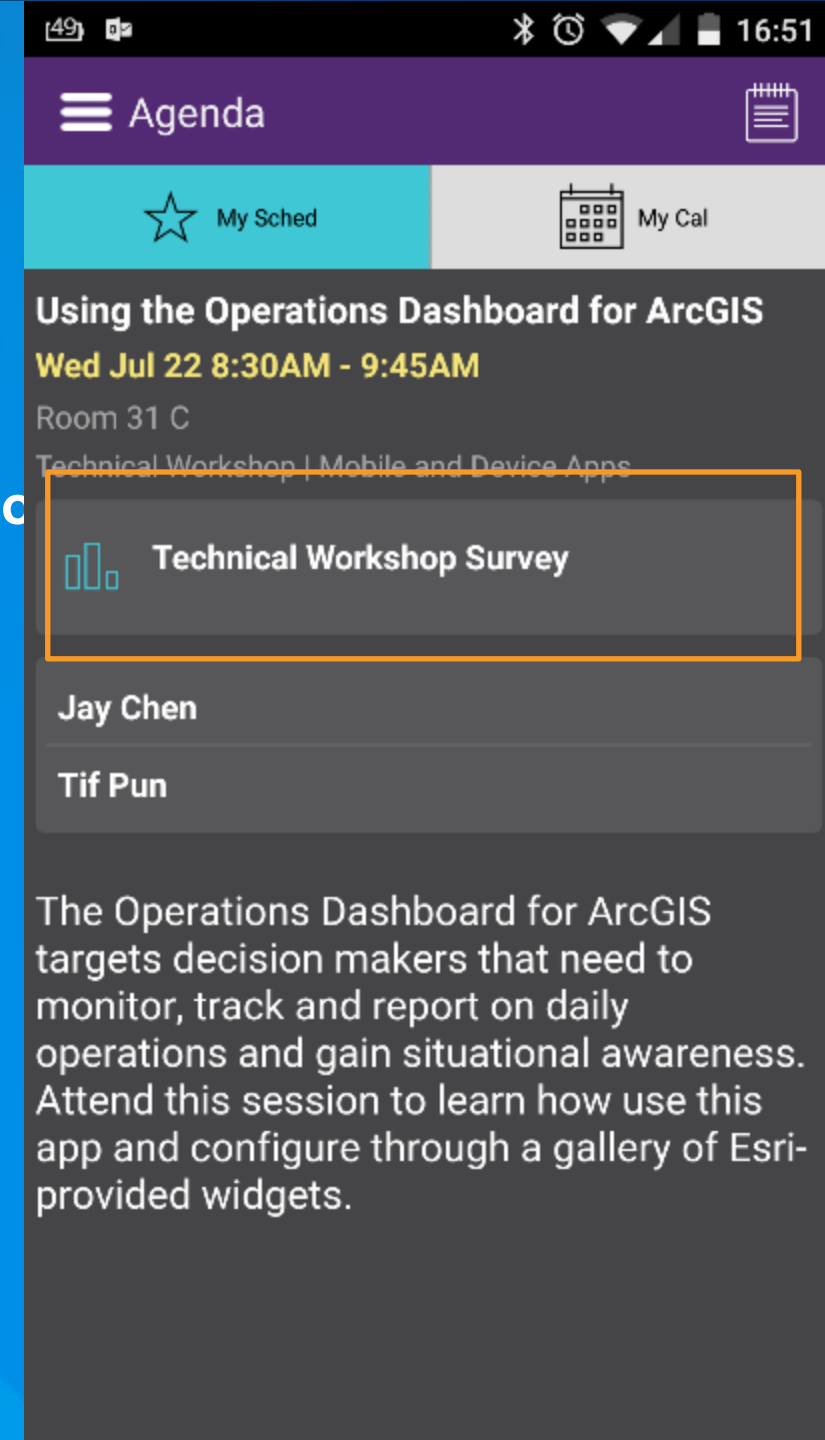 49 16:51
Agenda
My Sched My Cal
Using the Operations Dashboard for ArcGIS
Wed Jul 22 8:30AM - 9:45AM
Room 31 C
Technical Workshop | Mobile and Device Apps
Technical Workshop Survey
Jay Chen
Tif Pun
The Operations Dashboard for ArcGIS
targets decision makers that need to
monitor, track and report on daily
operations and gain situational awareness.
Attend this session to learn how use this
app and configure through a gallery of Esri-
provided widgets.